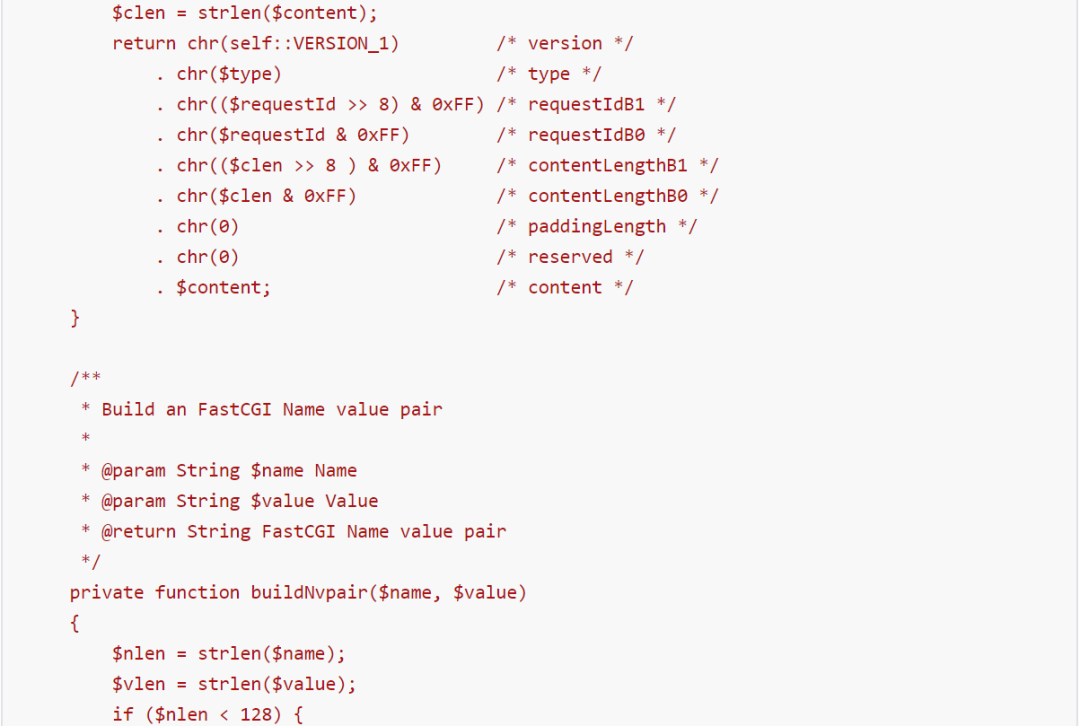 $clen = strlen($content);
return chr(self::VERSION_1)         /* version */
    . chr($type)                    /* type */
    . chr(($requestId >> 8) & 0xFF) /* requestIdB1 */
    . chr($requestId & 0xFF)        /* requestIdB0 */
    . chr(($clen >> 8 ) & 0xFF)     /* contentLengthB1 */
    . chr($clen & 0xFF)             /* contentLengthB0 */
    . chr(0)                        /* paddingLength */
    . chr(0)                        /* reserved */
    . $content;                     /* content */
}
/**
 * Build an FastCGI Name value pair
 *
 * @param String $name Name
 * @param String $value Value
 * @return String FastCGI Name value pair
 */
private function buildNvpair($name, $value)
{
    $nlen = strlen($name);
    $vlen = strlen($value);
    if ($nlen < 128) {